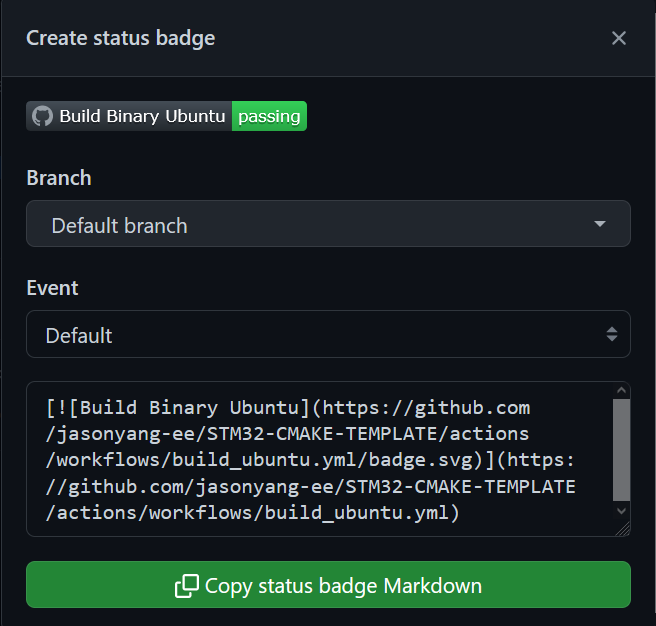 Create status badge
Build Binary Ubuntu passing
Branch
Default branch
Event
Default
[![Build Binary Ubuntu](https://github.com
/jasonyang-ee/STM32-CMAKE-TEMPLATE/actions
/workflows/build_ubuntu.yml/badge.svg)](https:
//github.com/jasonyang-ee/STM32-CMAKE-TEMPLATE
/actions/workflows/build_ubuntu.yml)
Copy status badge Markdown